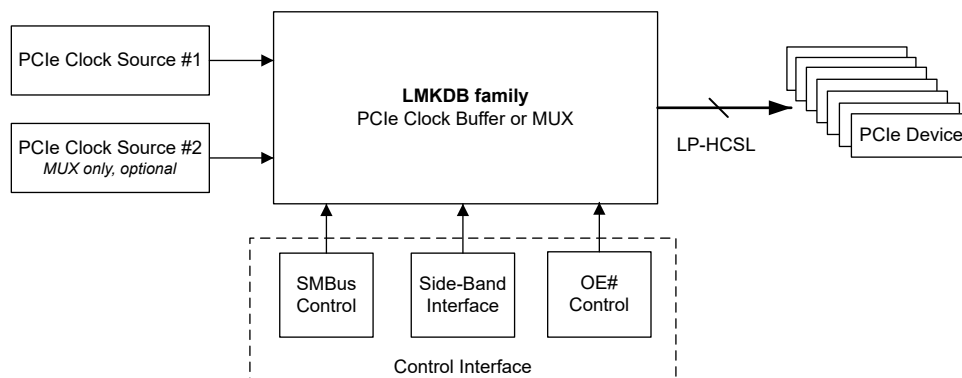 PCIe Clock Source #1
PCIe Clock Source #2
MUX only, optional
LMKDB family
PCIe Clock Buffer or MUX
LP-HCSL
PCIe Device
SMBus
Control
Side-Band
Interface
OE#
Control
Control Interface